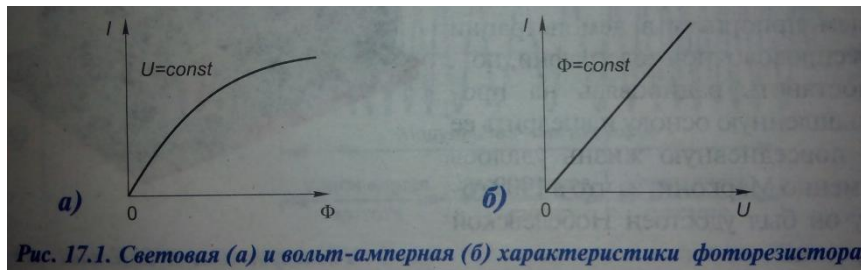 I
U=const
а)
0
Ф
I
Ф=const
б)
0
U
Рис. 17.1. Световая (а) и вольт-амперная (б) характеристики фоторезистора